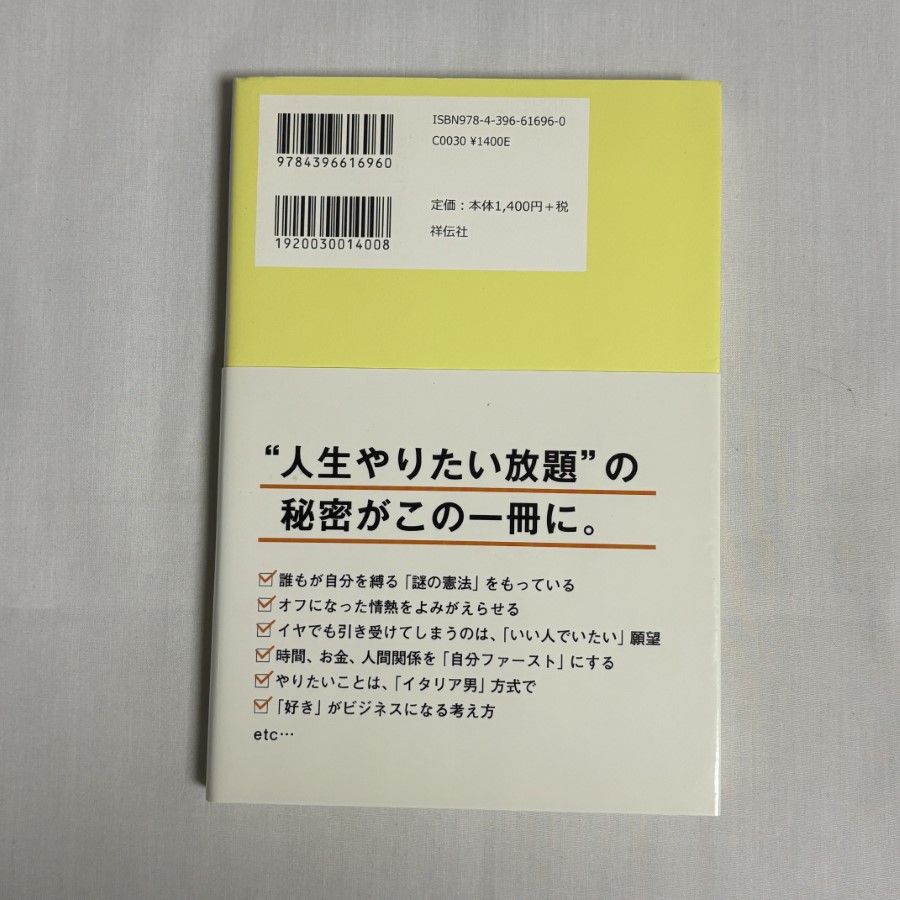 9784396616960
ISBN978-4-396-61696-0
C0030 ¥1400E
1920030014008
定価：本体1,400円＋税
祥伝社
“人生やりたい放題”の
秘密がこの一冊に。
誰もが自分を縛る「謎の憲法」をもっている
オフになった情熱をよみがえらせる
イヤでも引き受けてしまうのは、「いい人でいたい」願望
時間、お金、人間関係を「自分ファースト」にする
やりたいことは、「イタリア男」方式で
「好き」がビジネスになる考え方
etc…